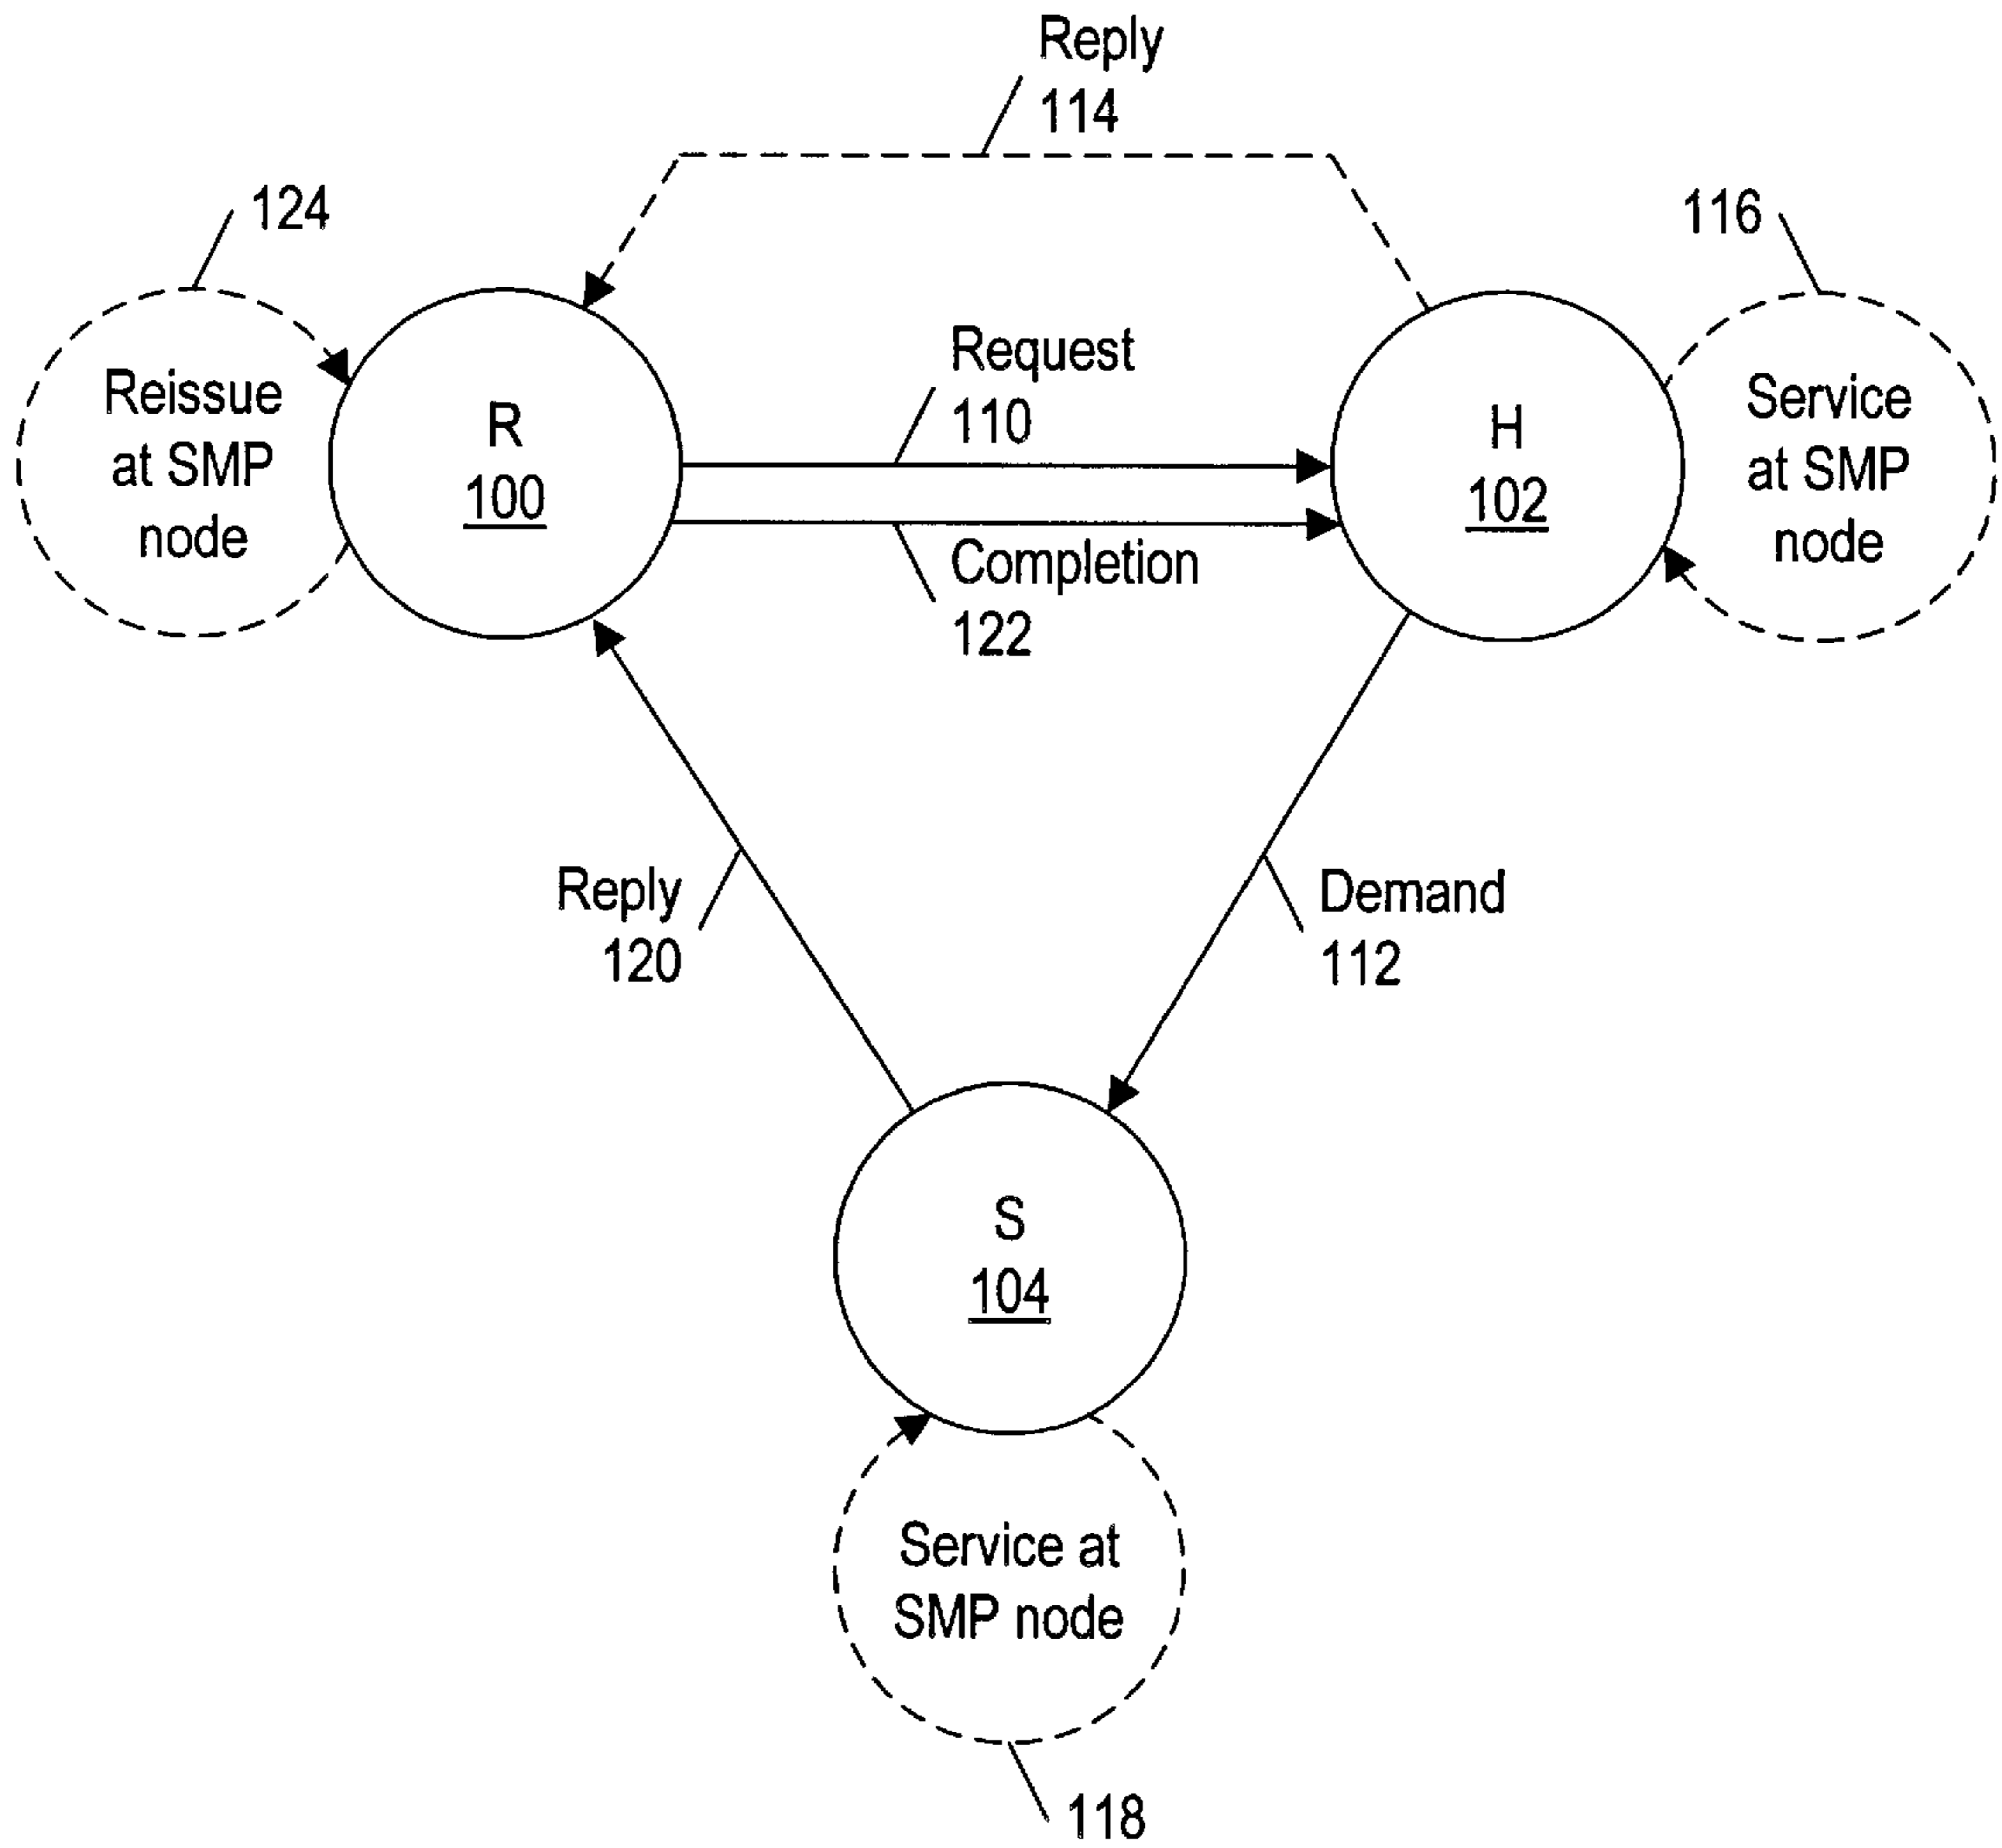 Reply
114
124
116
Reissue
at SMP
node
R
100
Request
110
Completion
122
H
102
Service
at SMP
node
Reply
120
Demand
112
S
104
Service at
SMP node
118